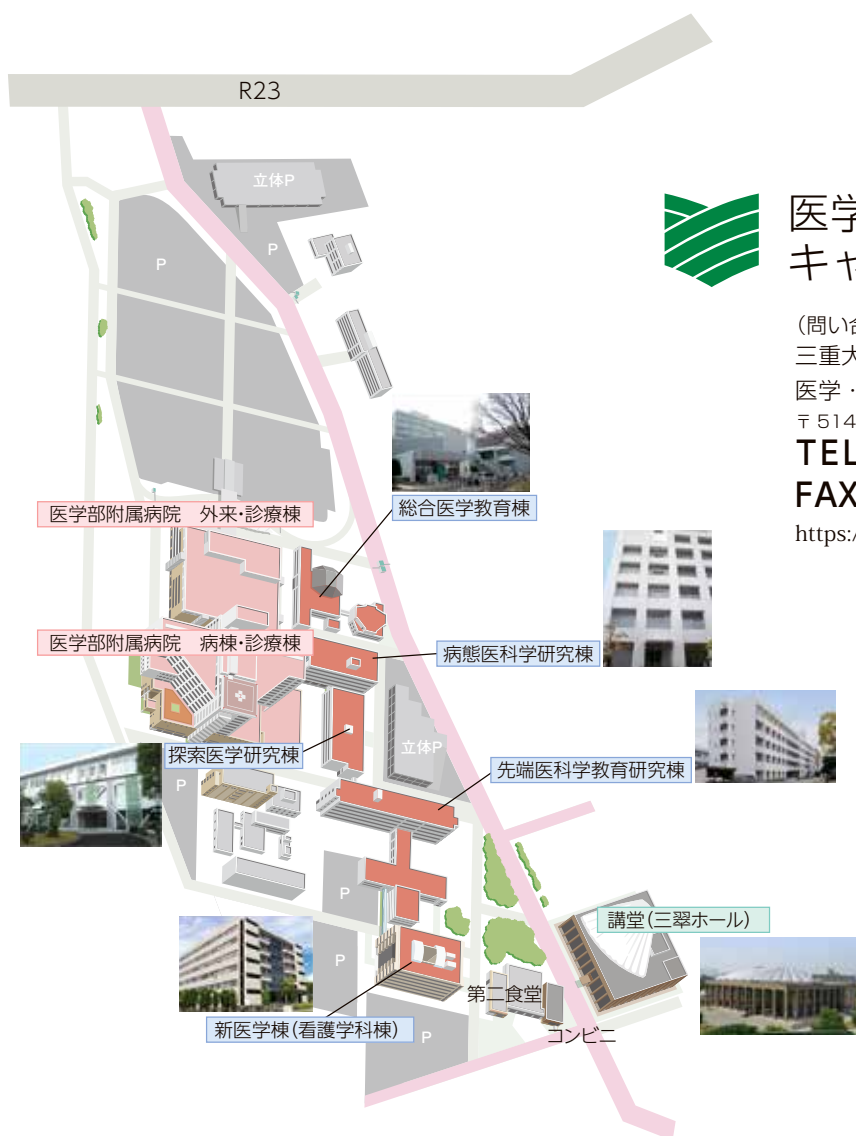 R23
立体P
P
P
医学
キャ
(問い合
三重大
医学・
〒514
TEL
FAX
https:/
総合医学教育棟
医学部附属病院 外来・診療棟
医学部附属病院 病棟・診療棟
病態医科学研究棟
立体P
探索医学研究棟
先端医科学教育研究棟
P
P
講堂(三翠ホール)
P
第二食堂
新医学棟(看護学科棟)
P
コンビニ